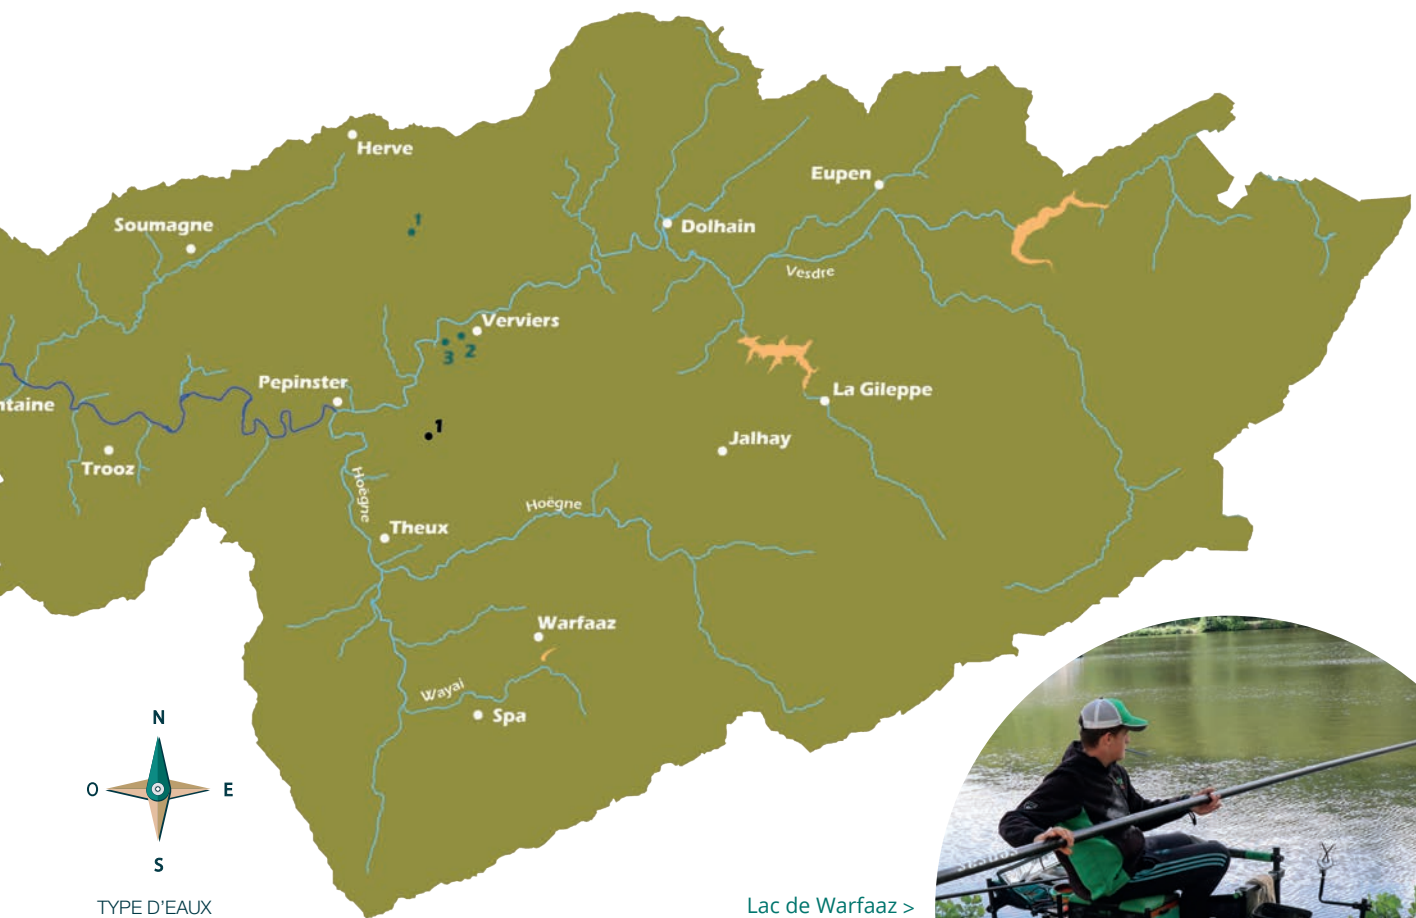 Herve
1
Soumagne
Eupen
Dolhain
Vesdre
Verviers
2
3
Pepinster
ntaine
La Gileppe
1
Jalhay
Trooz
Hoëgne
Hoëgne
Theux
Warfaaz
Wayai
Spa
N
O
E
S
TYPE D'EAUX
Lac de Warfaaz >